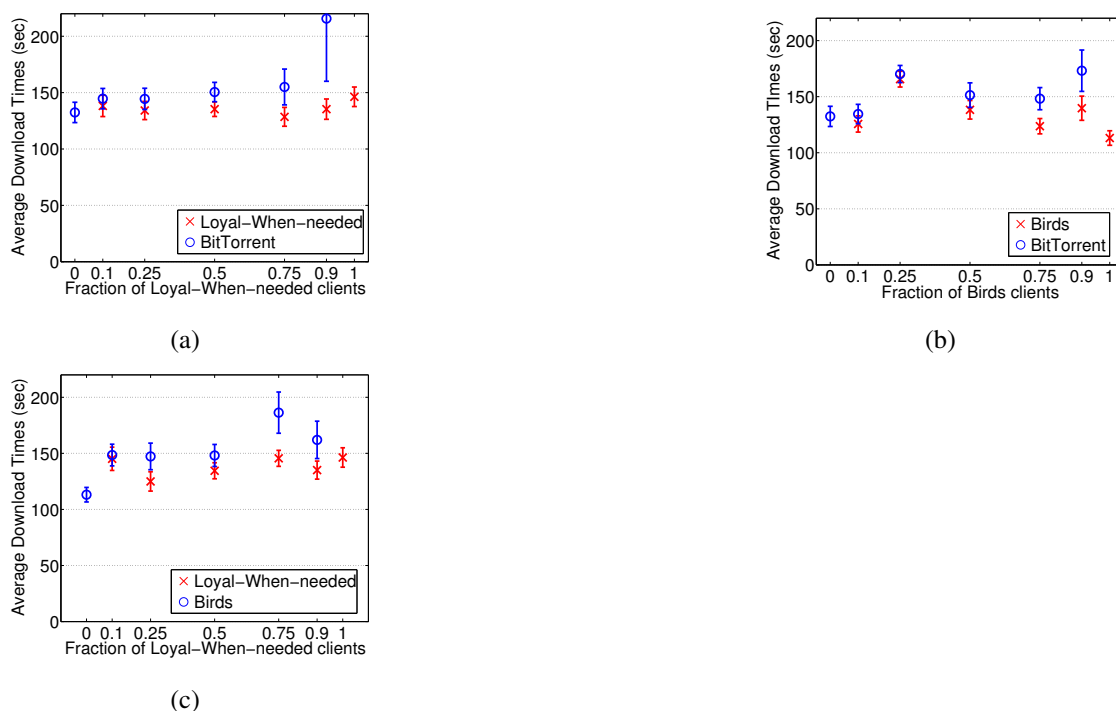 Average Download Times (sec)
200
150
100
50
0
Loyal−When−needed
BitTorrent
0 0.1 0.25 0.5 0.75 0.9 1
Fraction of Loyal−When−needed clients
(a)
Average Download TImes (sec)
200
150
100
50
0
Birds
BitTorrent
0 0.1 0.25 0.5 0.75 0.9 1
Fraction of Birds clients
(b)
Average Download Times (sec)
200
150
100
50
0
Loyal−When−needed
Birds
0 0.1 0.25 0.5 0.75 0.9 1
Fraction of Loyal−When−needed clients
(c)